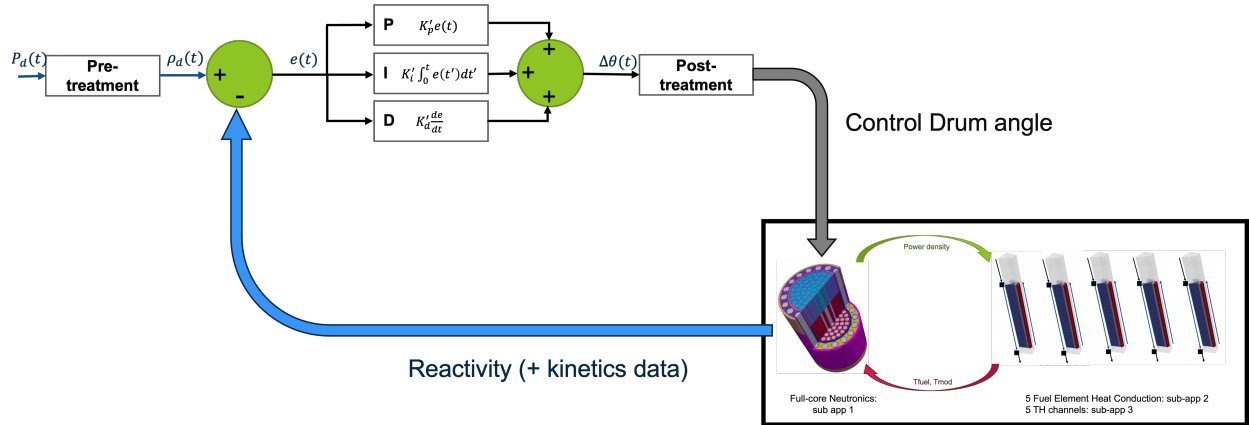 P_d(t)
Pre-
treatment
ρ_d(t)
+
-
e(t)
P K'_p e(t)
I K'_i ∫_0^t e(t')dt'
D K'_d de/dt
+
+
+
Δθ(t)
Post-
treatment
Control Drum angle
Reactivity (+ kinetics data)
Power density
Tfuel, Tmod
Full-core Neutronics:
sub app 1
5 Fuel Element Heat Conduction: sub-app 2
5 TH channels: sub-app 3